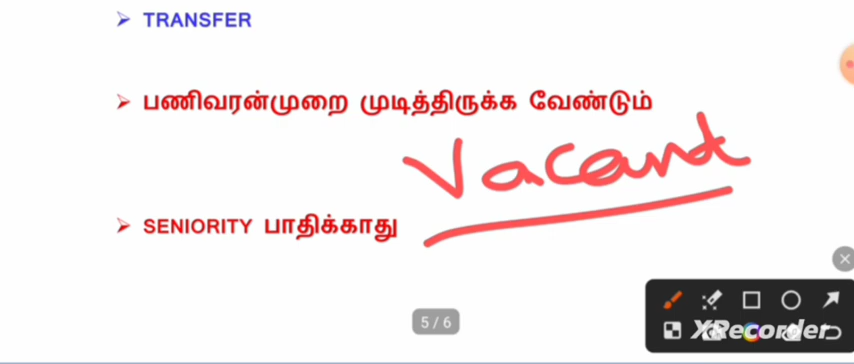 ➢ TRANSFER
➢ பணிவரன்முறை முடித்திருக்க வேண்டும்
Vacant
➢ SENIORITY பாதிக்காது
5 / 6
XRecorder